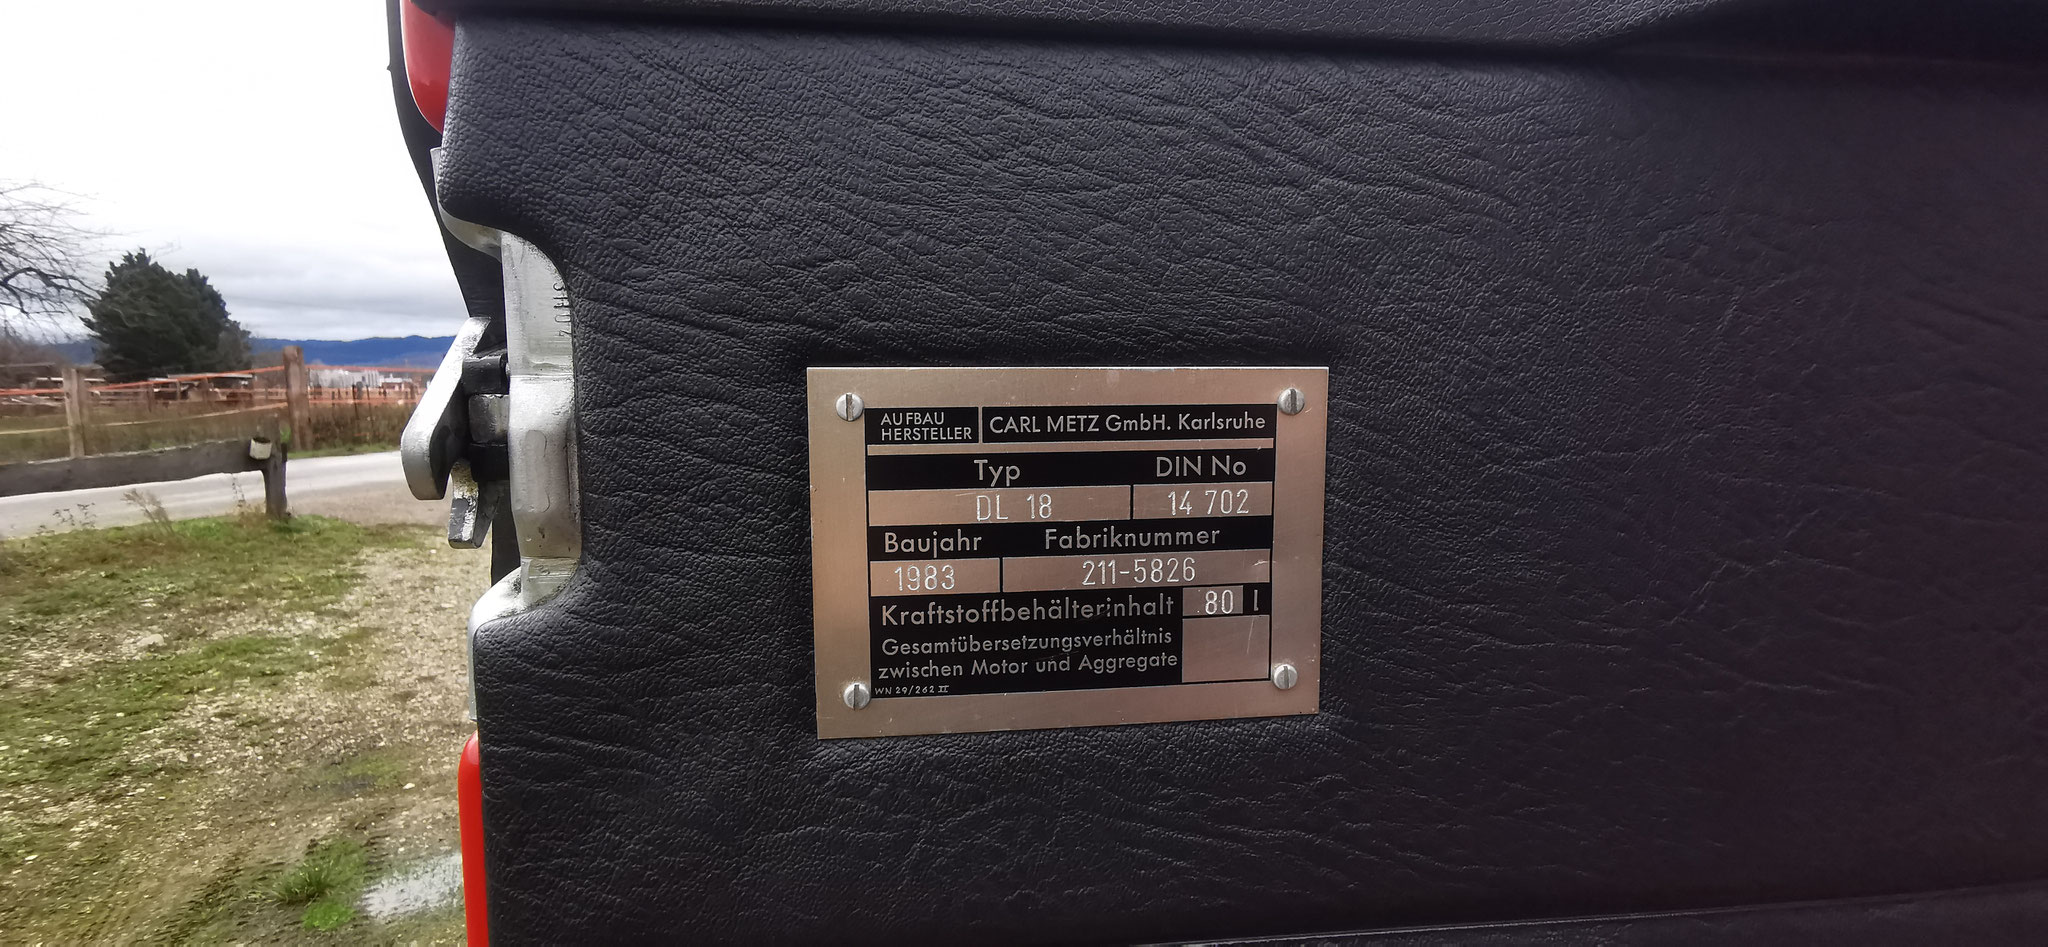 AUFBAU
HERSTELLER
CARL METZ GmbH. Karlsruhe
Typ DIN No
DL 18 14 702
Baujahr Fabriknummer
1983 211-5826
Kraftstoffbehälterinhalt 80 l
Gesamtübersetzungsverhältnis
zwischen Motor und Aggregate
WN 29/262 II